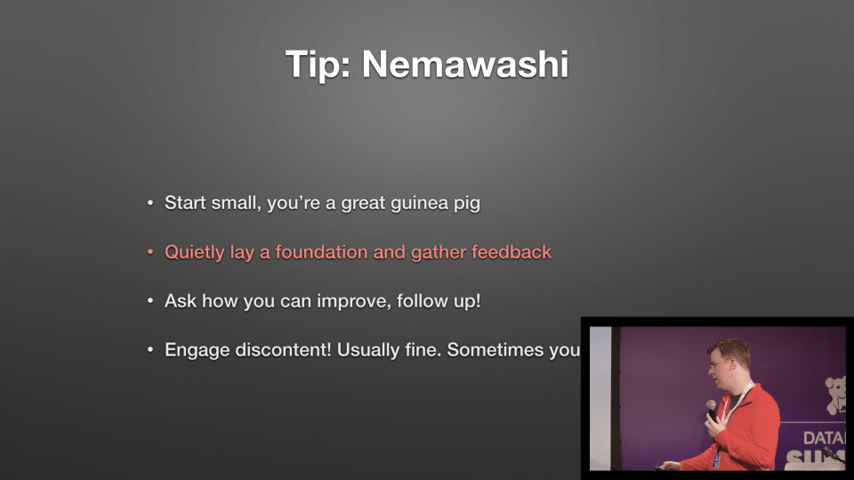 Tip: Nemawashi
• Start small, you're a great guinea pig
• Quietly lay a foundation and gather feedback
• Ask how you can improve, follow up!
• Engage discontent! Usually fine. Sometimes you
DATA
SUM